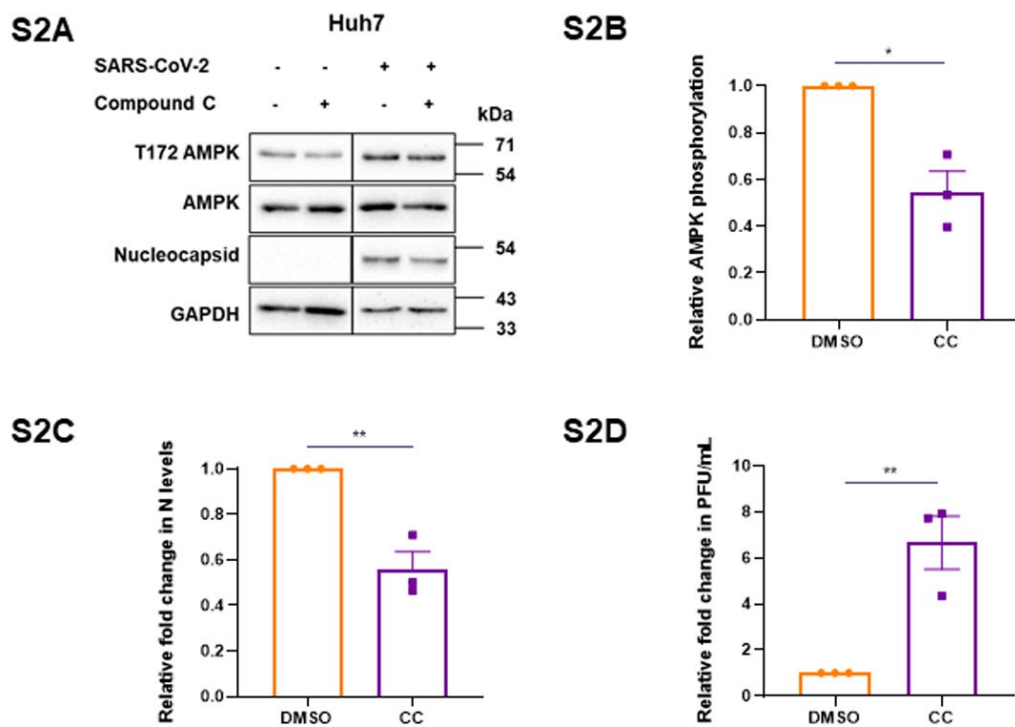 S2A
Huh7
SARS-CoV-2 - - + +
Compound C - + - +
kDa
T172 AMPK
71
54
AMPK
Nucleocapsid
54
GAPDH
43
33
S2B
*
Relative AMPK phosphorylation
1.0
0.8
0.6
0.4
0.2
0.0
DMSO CC
S2C
**
Relative fold change in N levels
1.0
0.8
0.6
0.4
0.2
0.0
DMSO CC
S2D
**
Relative fold change in PFU/mL
10
8
6
4
2
0
DMSO CC